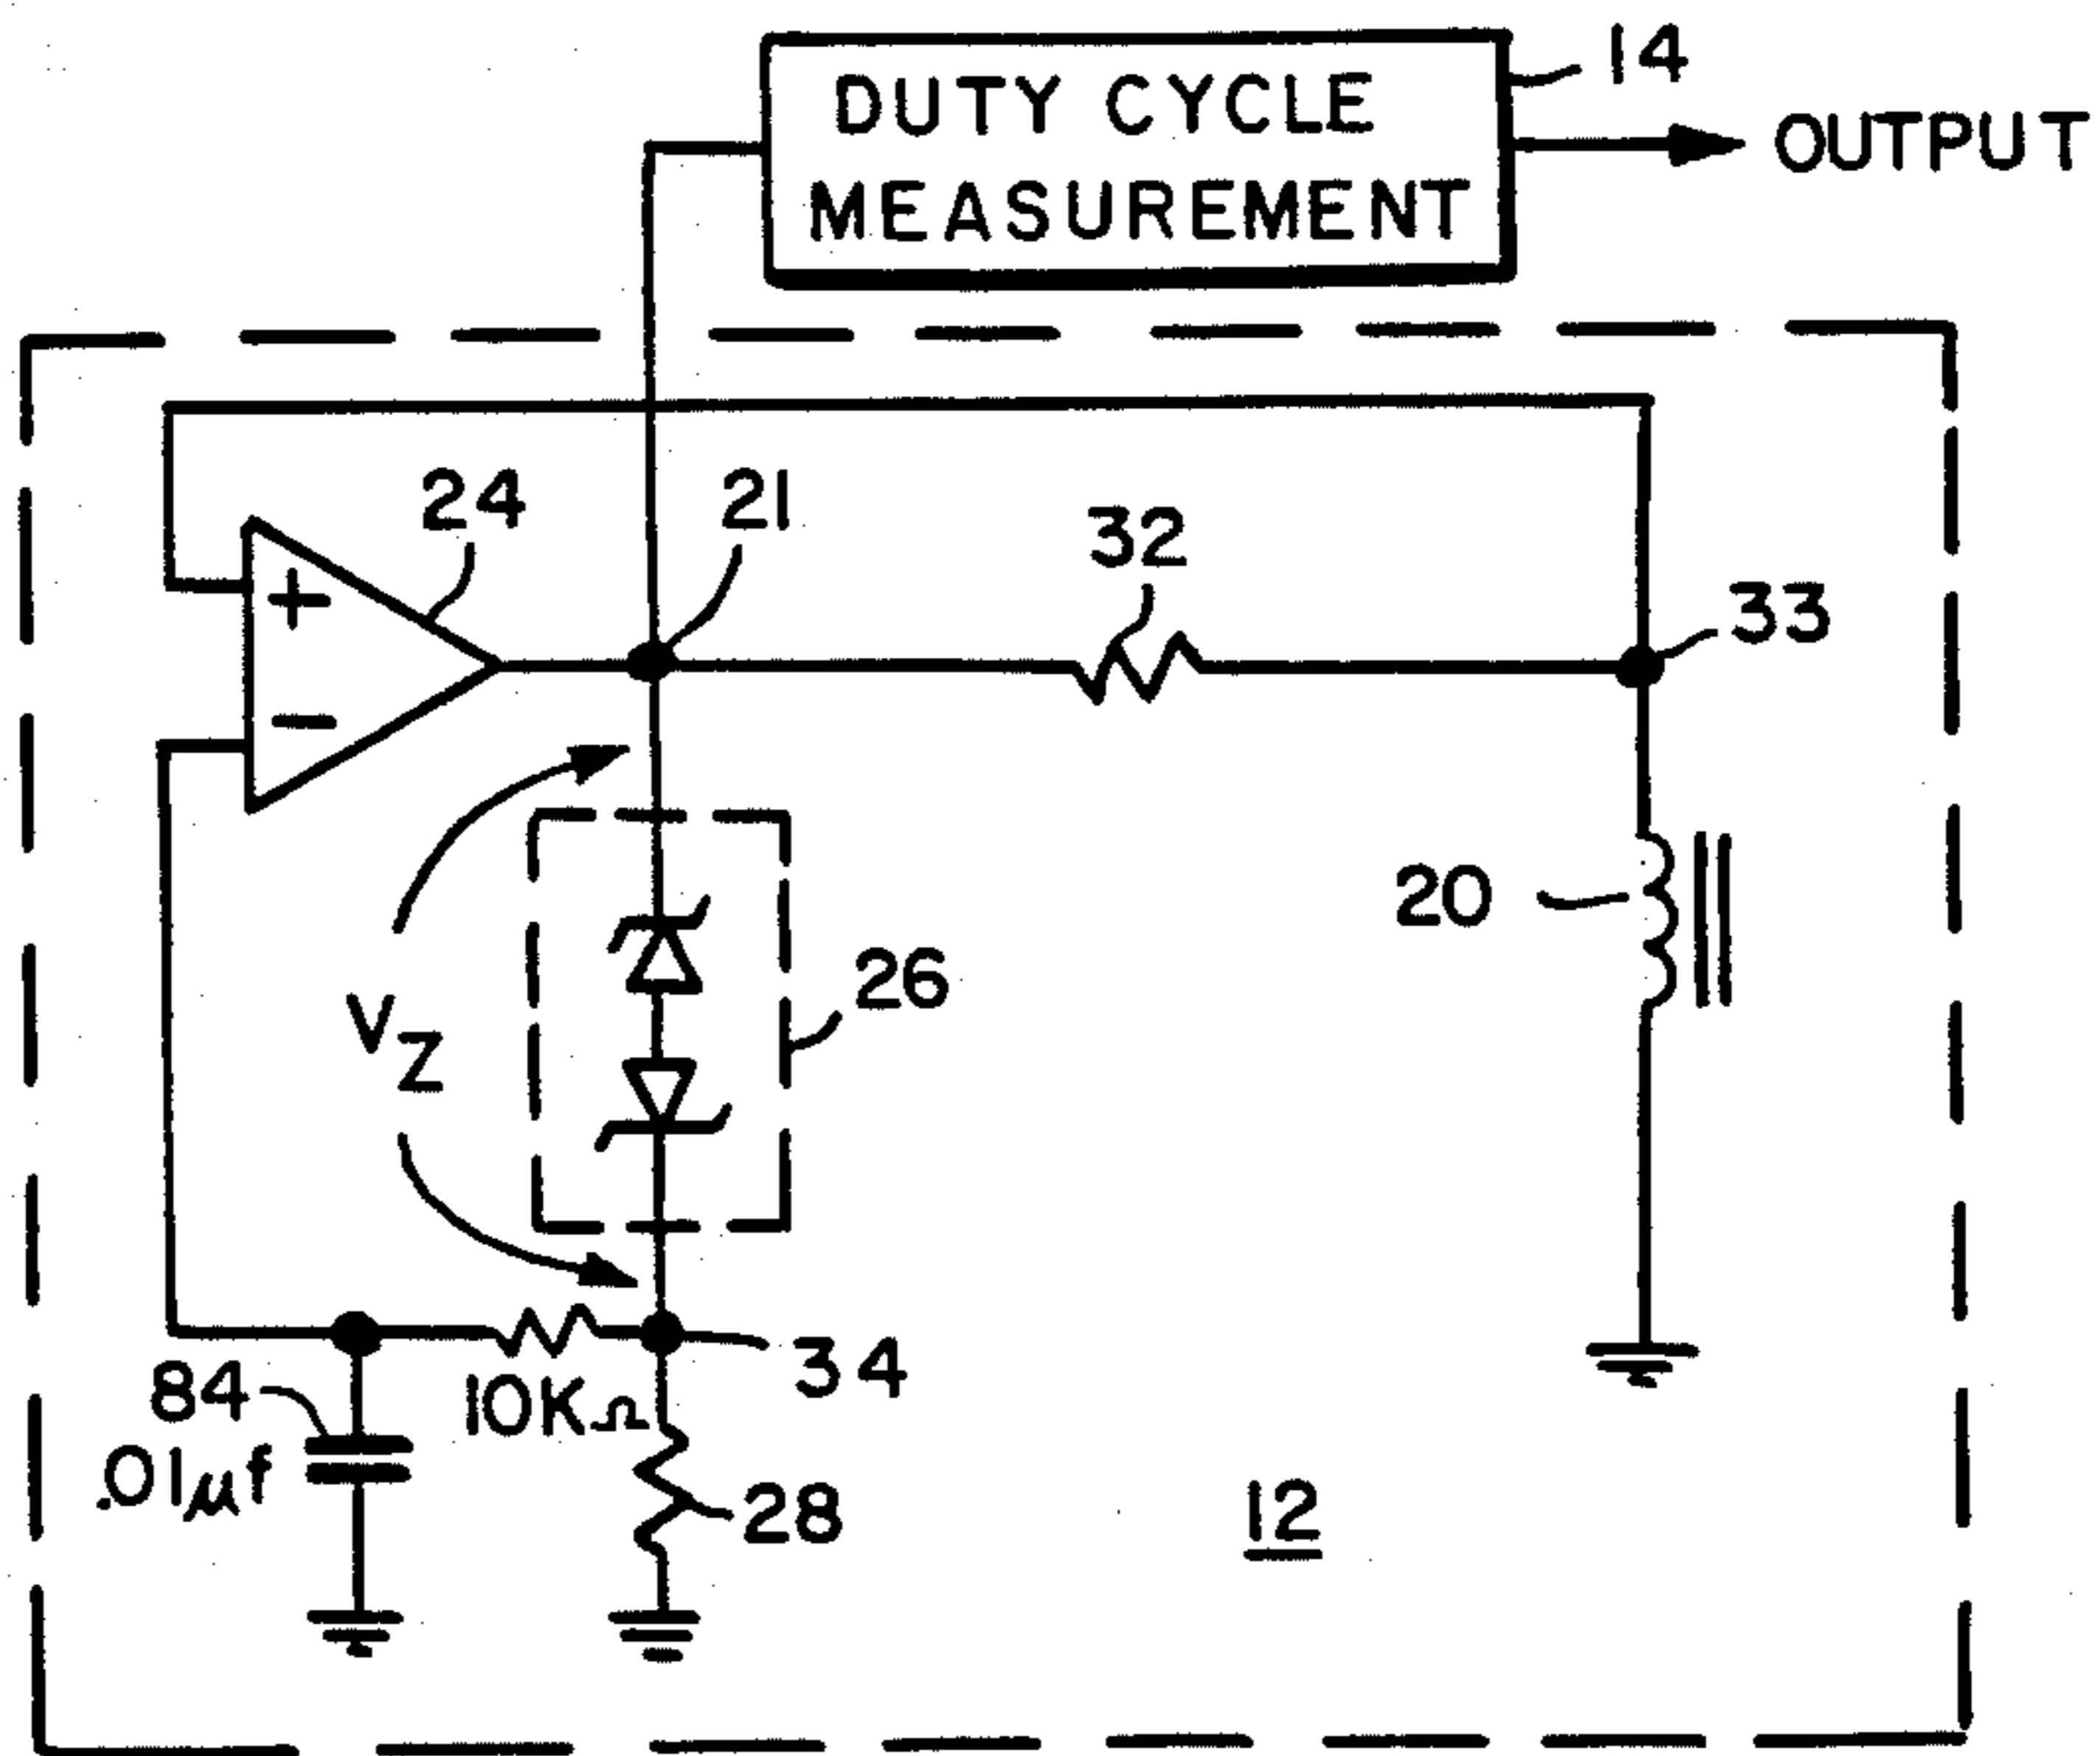 14
DUTY CYCLE
MEASUREMENT
OUTPUT
24
21
32
33
+
−
20
26
VZ
34
84
10KΩ
.01μf
28
12